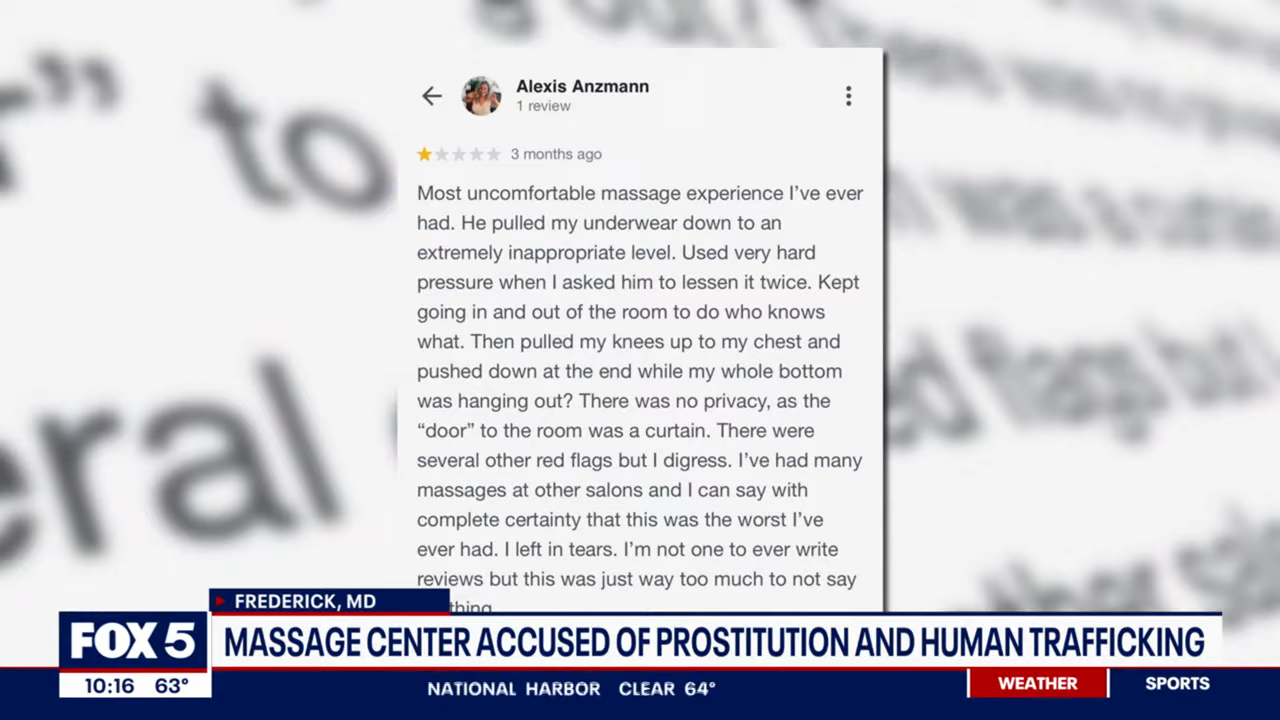 Alexis Anzmann
1 review
3 months ago
Most uncomfortable massage experience I've ever
had. He pulled my underwear down to an
extremely inappropriate level. Used very hard
pressure when I asked him to lessen it twice. Kept
going in and out of the room to do who knows
what. Then pulled my knees up to my chest and
pushed down at the end while my whole bottom
was hanging out? There was no privacy, as the
“door” to the room was a curtain. There were
several other red flags but I digress. I've had many
massages at other salons and I can say with
complete certainty that this was the worst I've
ever had. I left in tears. I'm not one to ever write
reviews but this was just way too much to not say
FREDERICK, MD
FOX 5
MASSAGE CENTER ACCUSED OF PROSTITUTION AND HUMAN TRAFFICKING
10:16 63°
NATIONAL HARBOR CLEAR 64°
WEATHER
SPORTS